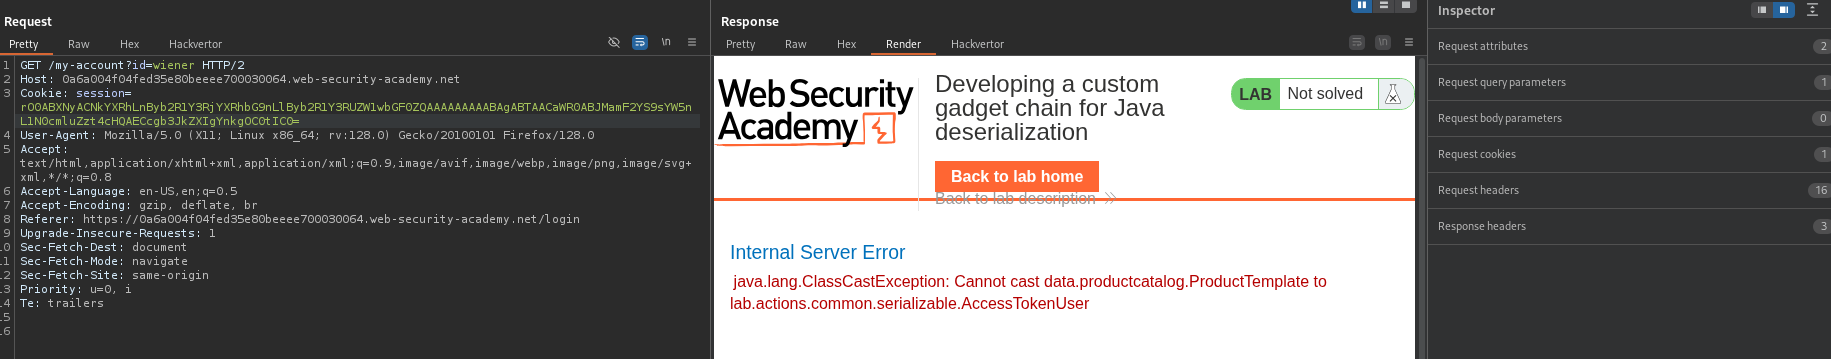 Request
Pretty Raw Hex Hackvertor
\n
1 GET /my-account?id=wiener HTTP/2
2 Host: 0a6a004f04fed35e80beeee700030064.web-security-academy.net
3 Cookie: session=
4 User-Agent: Mozilla/5.0 (X11; Linux x86_64; rv:128.0) Gecko/20100101 Firefox/128.0
5 Accept:
text/html,application/xhtml+xml,application/xml;q=0.9,image/avif,image/webp,image/png,image/svg+
xml,*/*;q=0.8
6 Accept-Language: en-US,en;q=0.5
7 Accept-Encoding: gzip, deflate, br
8 Referer: https://0a6a004f04fed35e80beeee700030064.web-security-academy.net/login
9 Upgrade-Insecure-Requests: 1
10 Sec-Fetch-Dest: document
11 Sec-Fetch-Mode: navigate
12 Sec-Fetch-Site: same-origin
13 Priority: u=0, i
14 Te: trailers
15
16
Response
Pretty Raw Hex Render Hackvertor
\n
Web Security
Academy
Developing a custom
gadget chain for Java
deserialization
LAB Not solved
Back to lab home
Back to lab description
Internal Server Error
java.lang.ClassCastException: Cannot cast data.productcatalog.ProductTemplate to
lab.actions.common.serializable.AccessTokenUser
Inspector
Request attributes 2
Request query parameters 1
Request body parameters 0
Request cookies 1
Request headers 16
Response headers 3